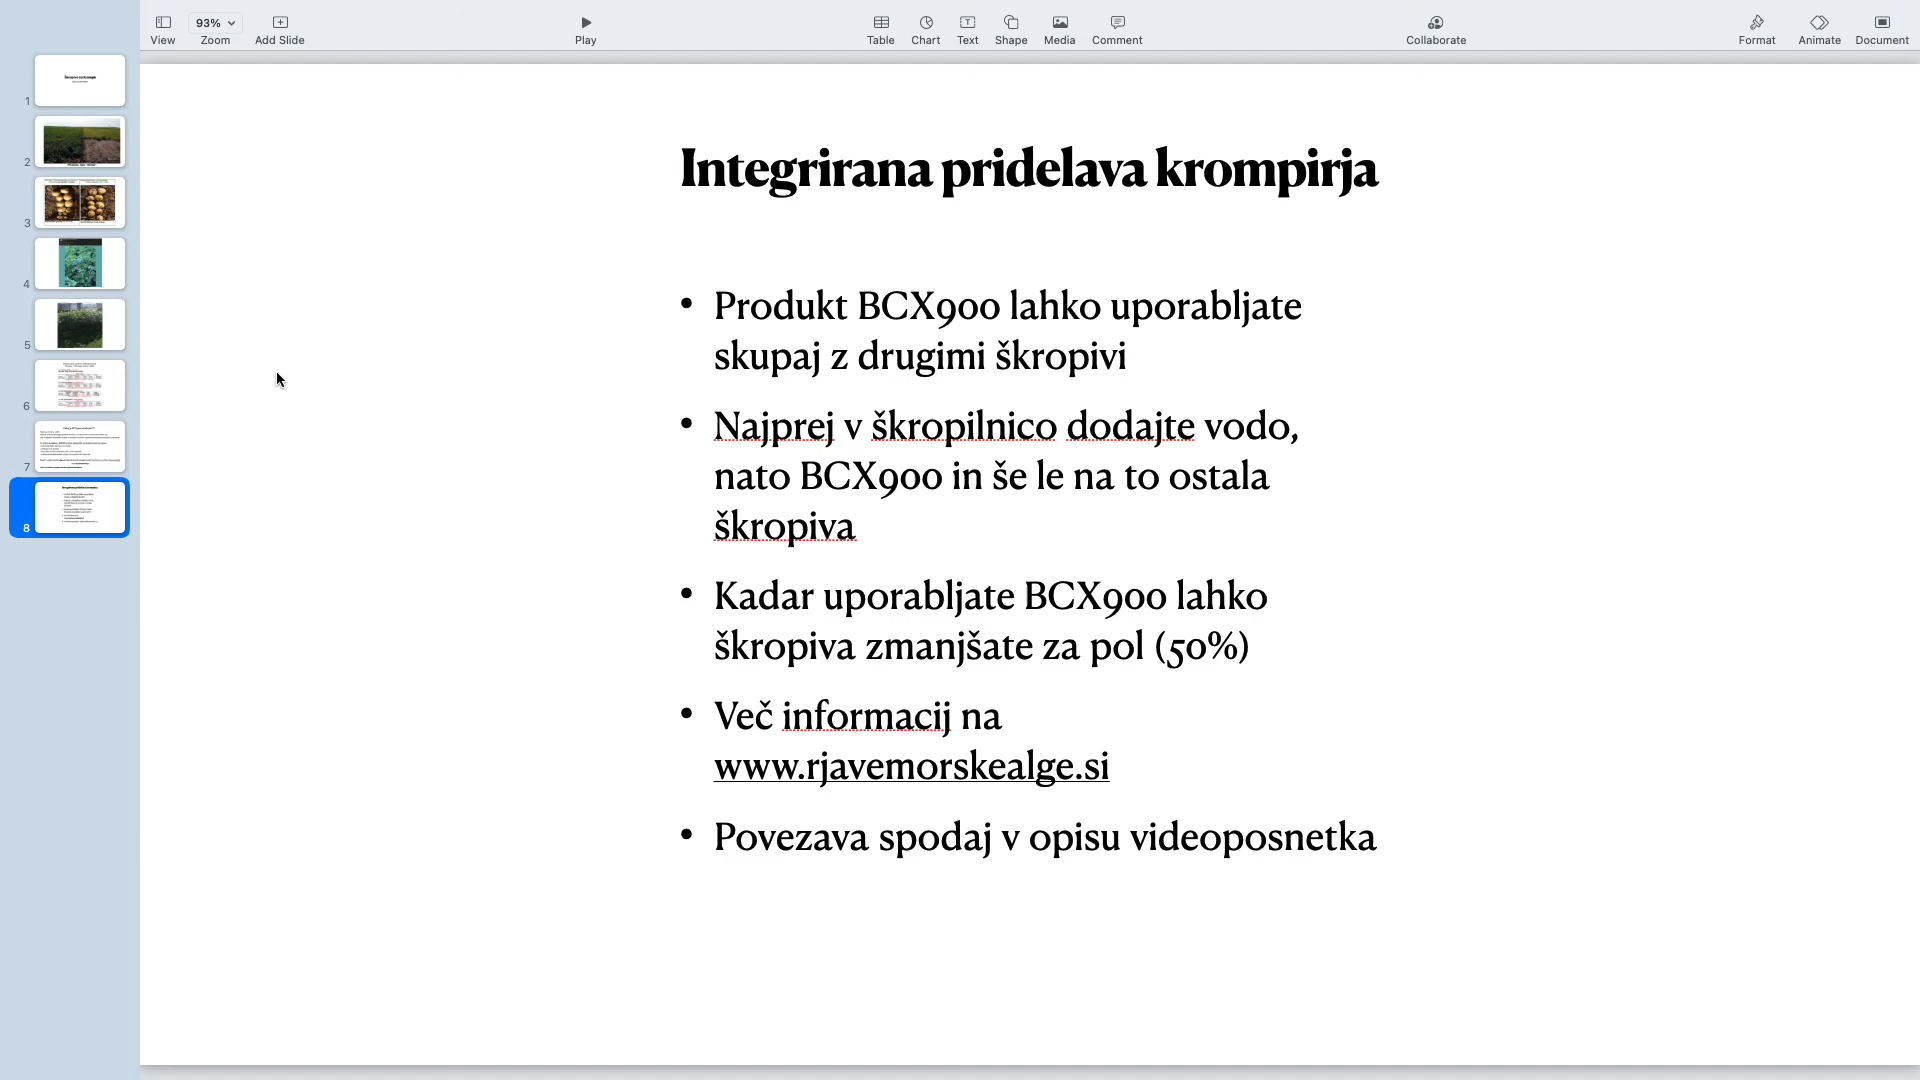 View
93%
Zoom
Add Slide
Play
Table
Chart
Text
Shape
Media
Comment
Collaborate
Format
Animate
Document
1
2
3
4
5
6
7
8
Integrirana pridelava krompirja
• Produkt BCX900 lahko uporabljate
skupaj z drugimi škropivi
• Najprej v škropilnico dodajte vodo,
nato BCX900 in še le na to ostala
škropiva
• Kadar uporabljate BCX900 lahko
škropiva zmanjšate za pol (50%)
• Več informacij na
www.rjavemorskealge.si
• Povezava spodaj v opisu videoposnetka